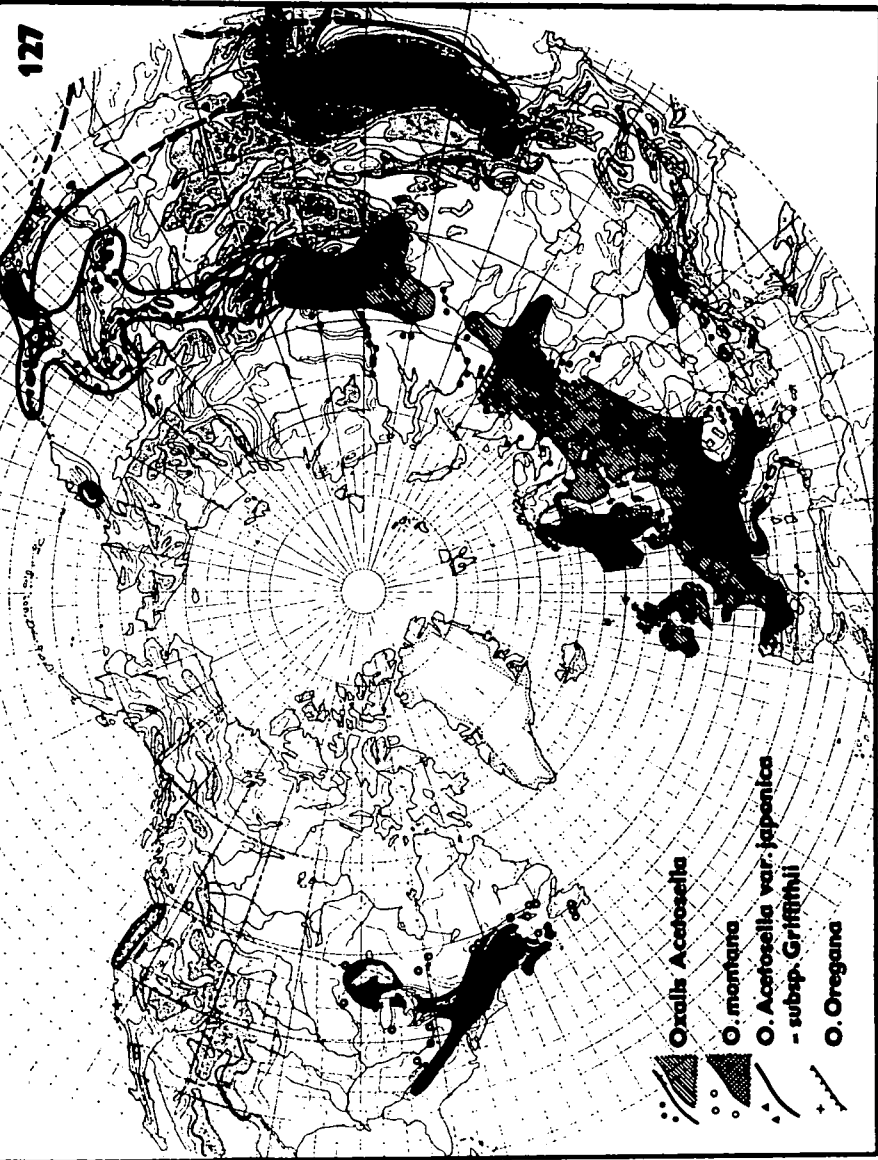 127
Oxalis Acetosella
O. montana
O. Acetosella var. japonica
= subsp. Griffithii
O. Oregana